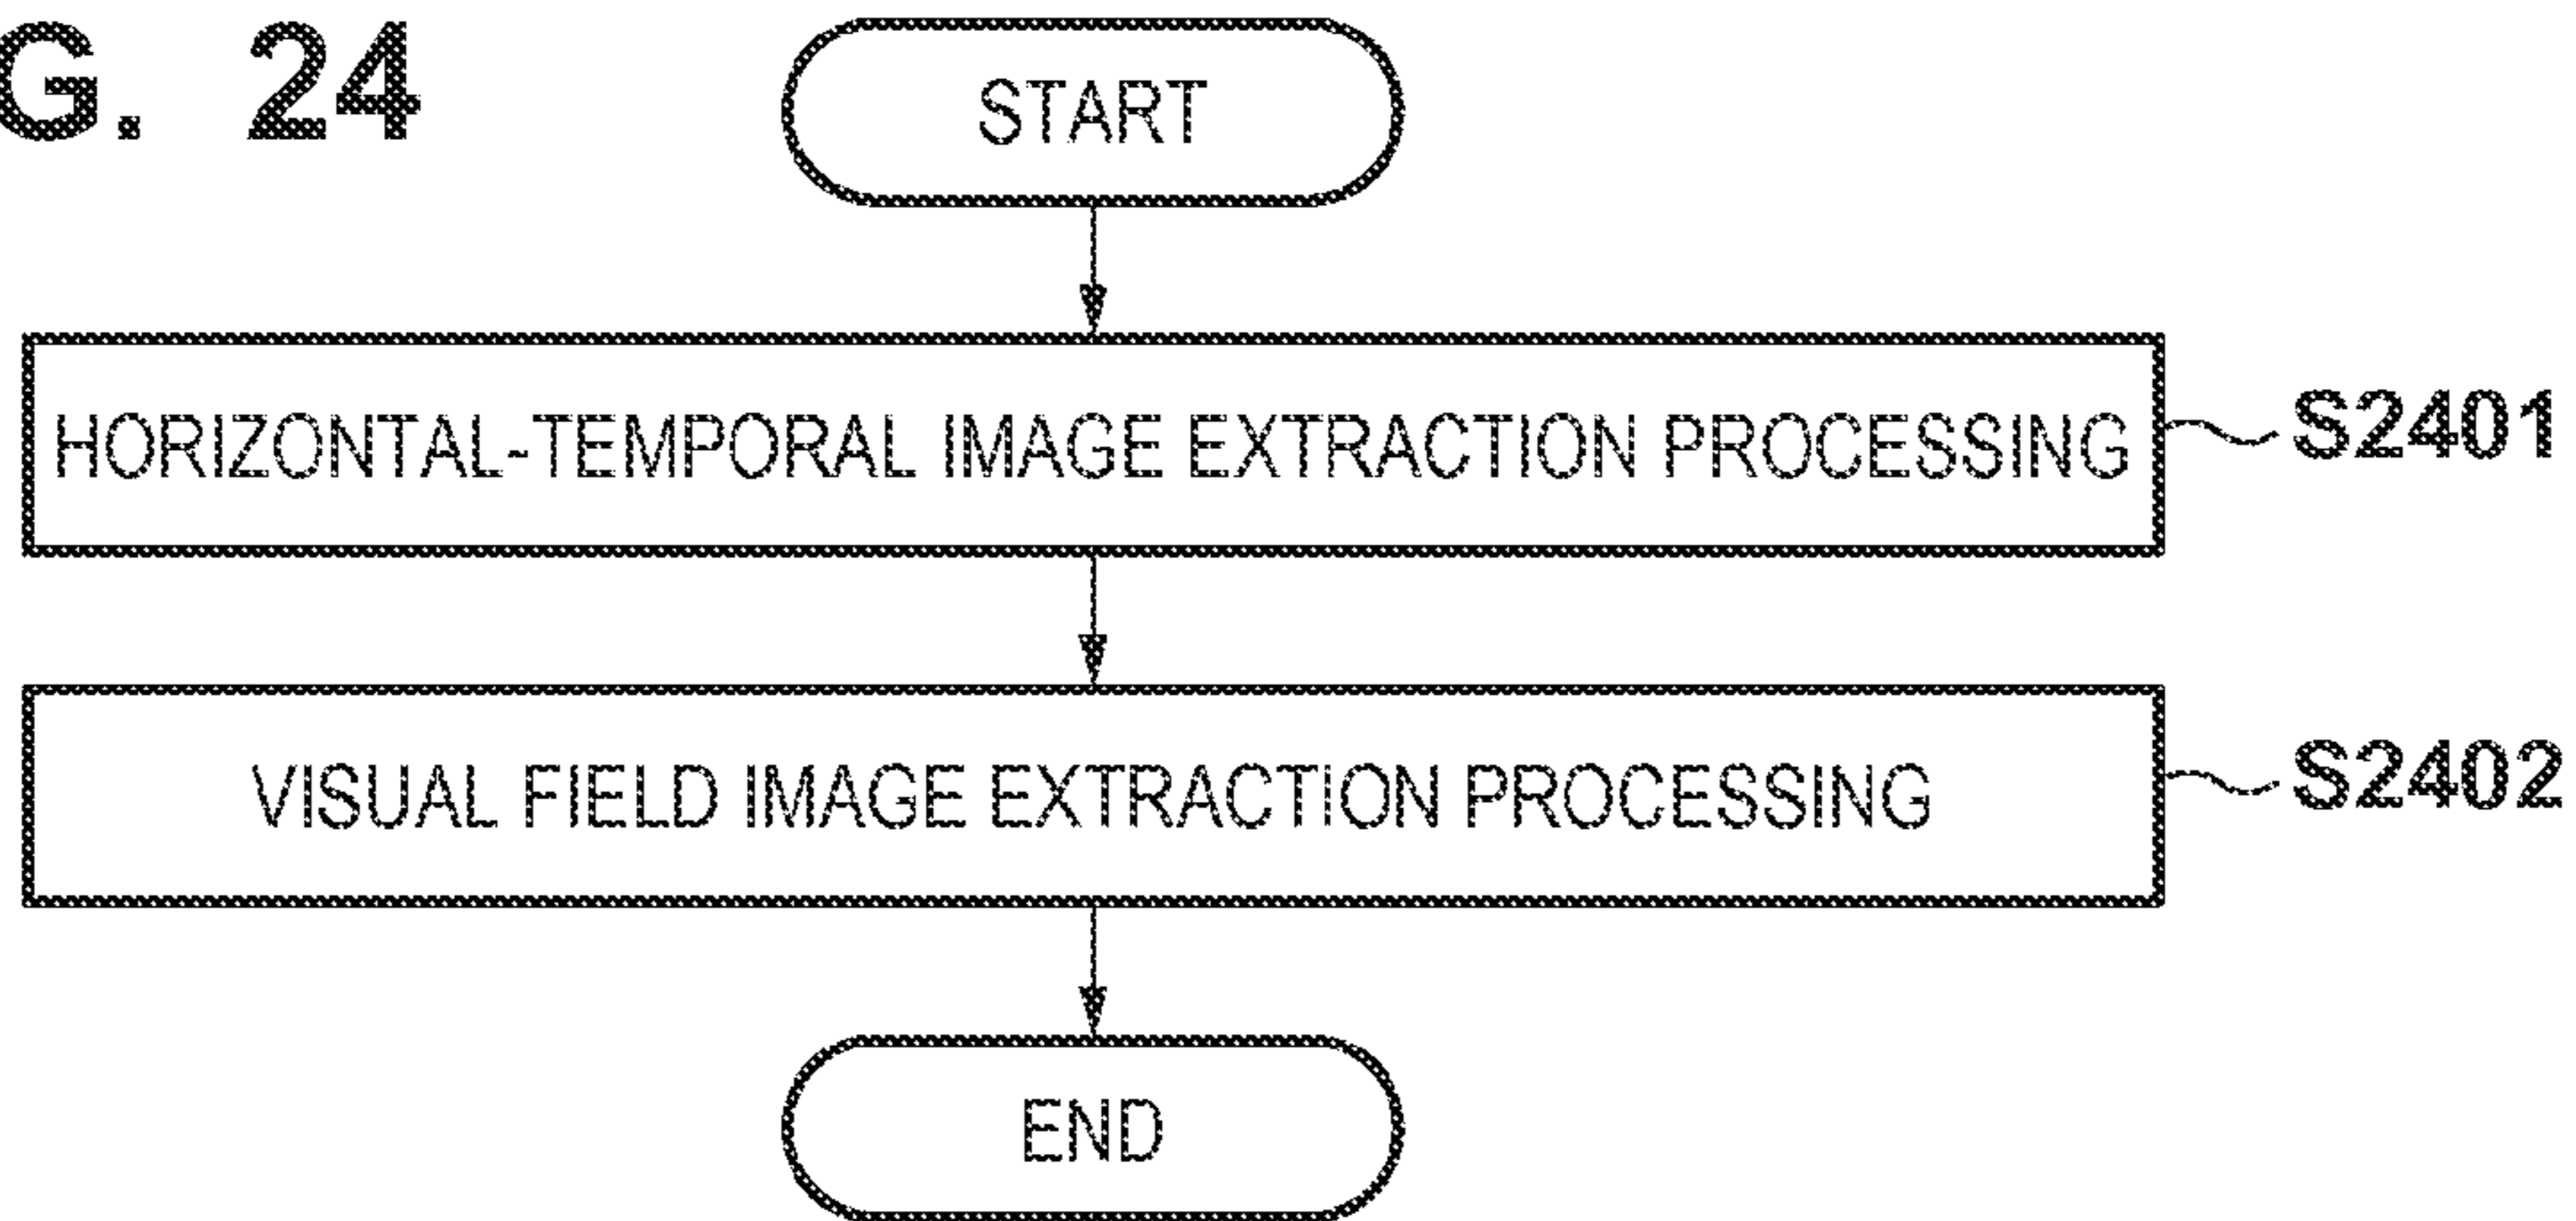 G. 24
START
HORIZONTAL-TEMPORAL IMAGE EXTRACTION PROCESSING
S2401
VISUAL FIELD IMAGE EXTRACTION PROCESSING
S2402
END